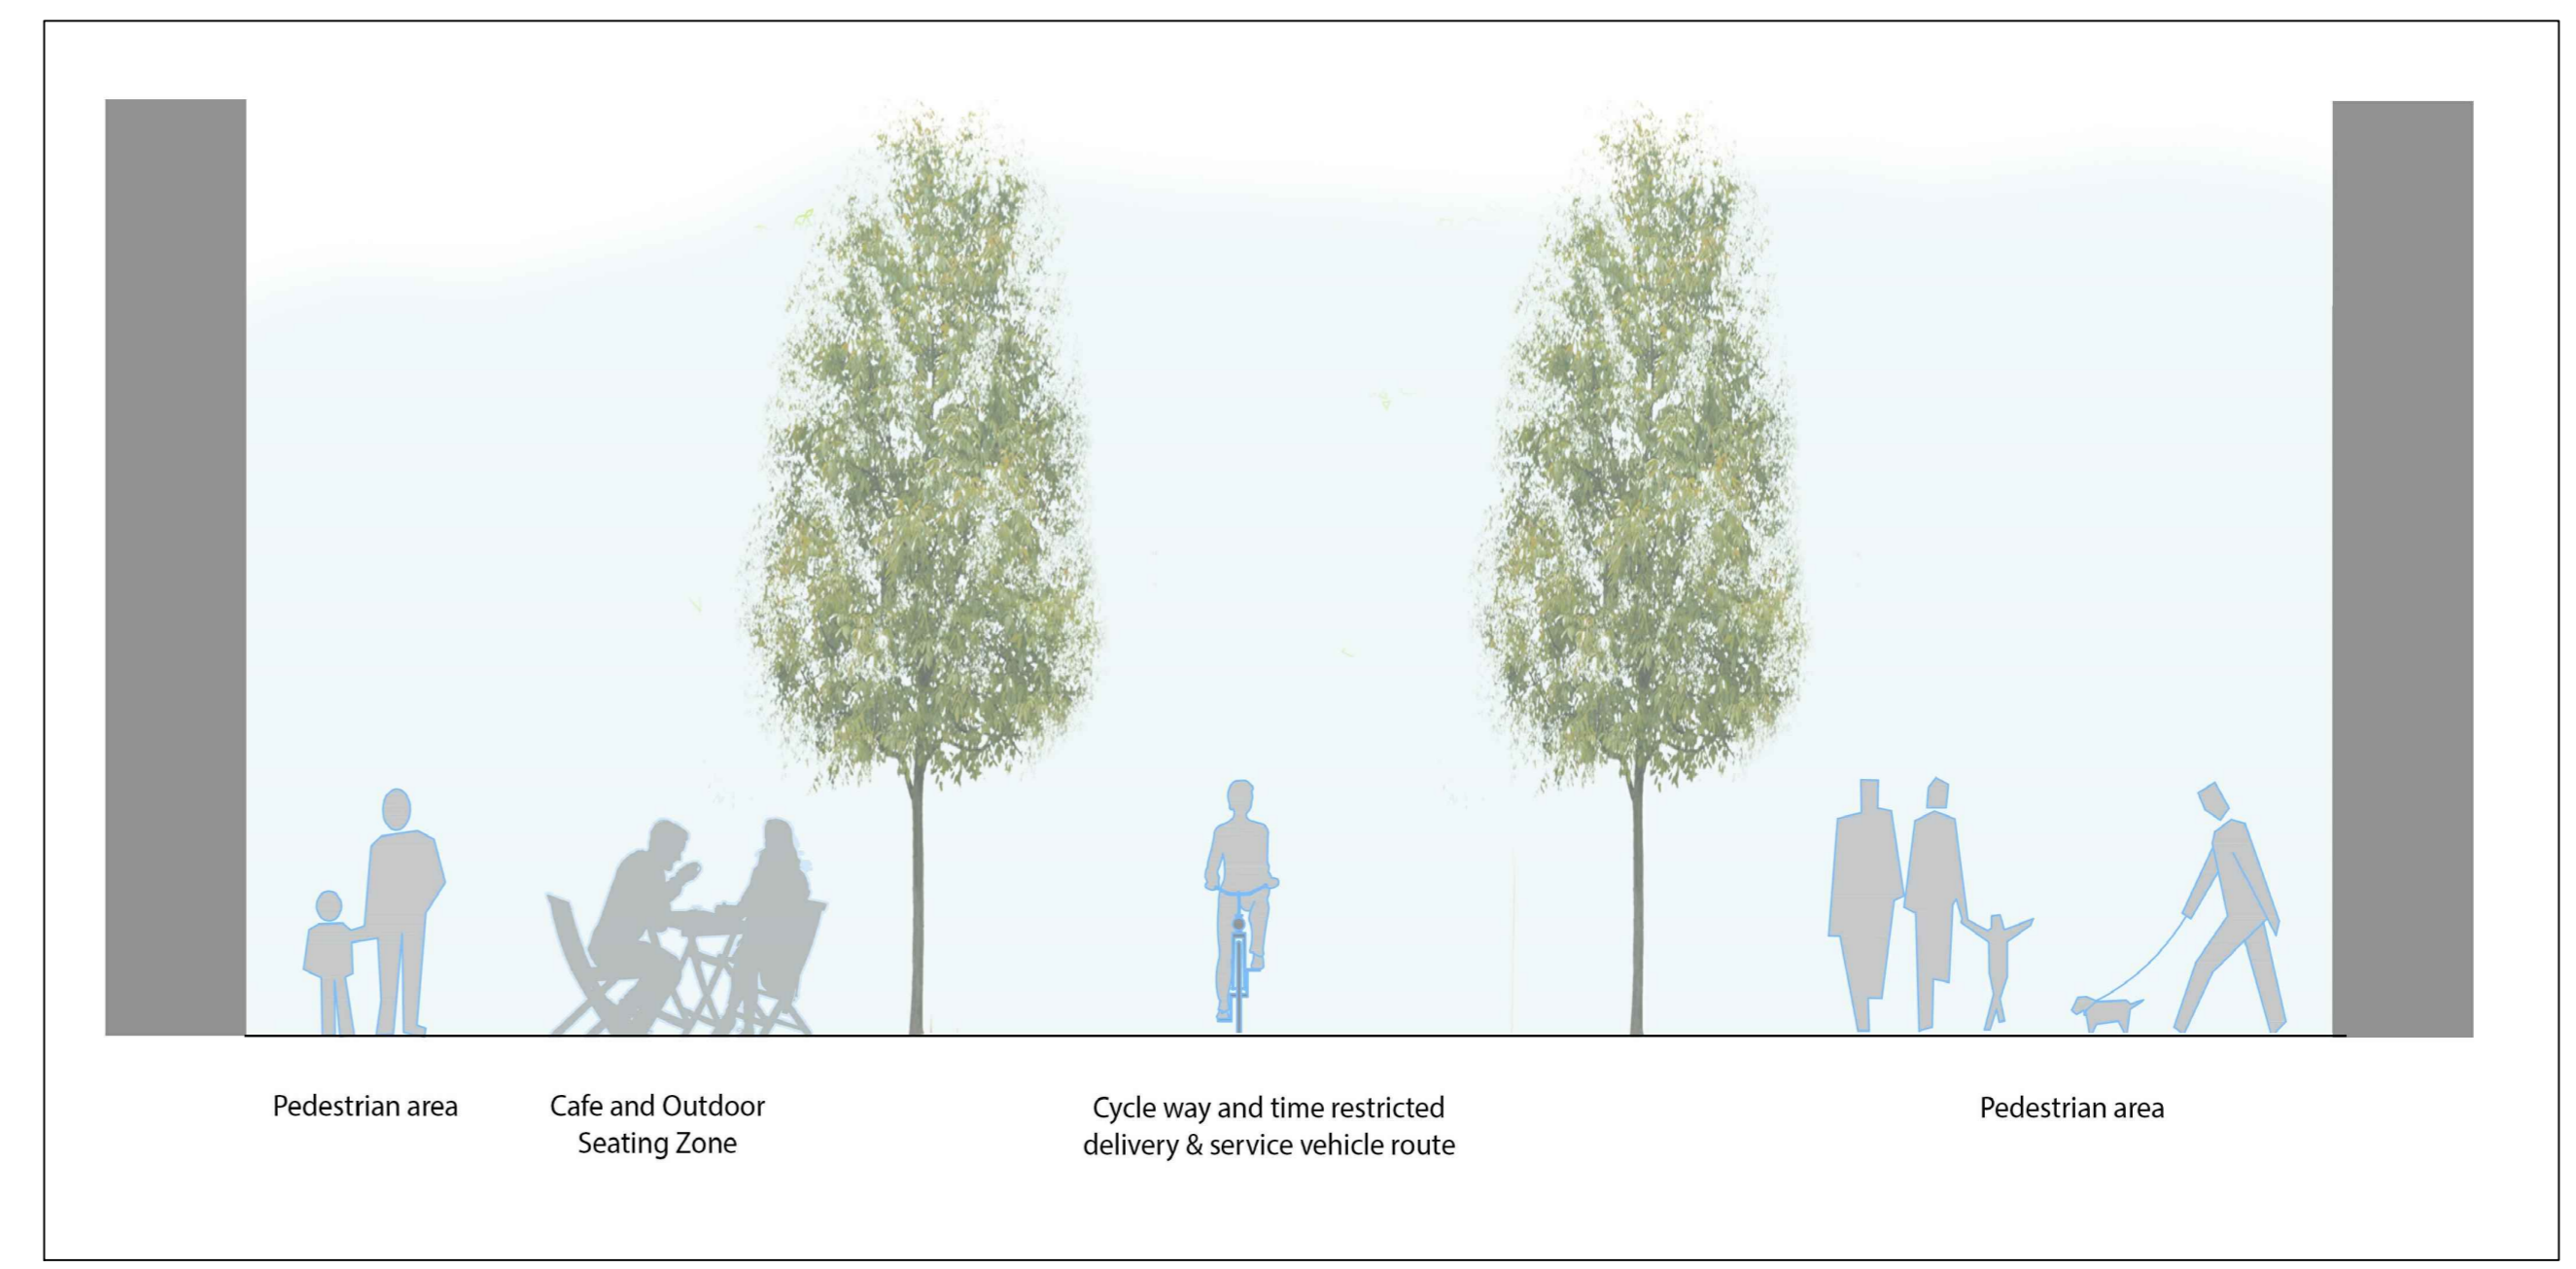 Pedestrian area
Cafe and Outdoor
Seating Zone
Cycle way and time restricted
delivery & service vehicle route
Pedestrian area